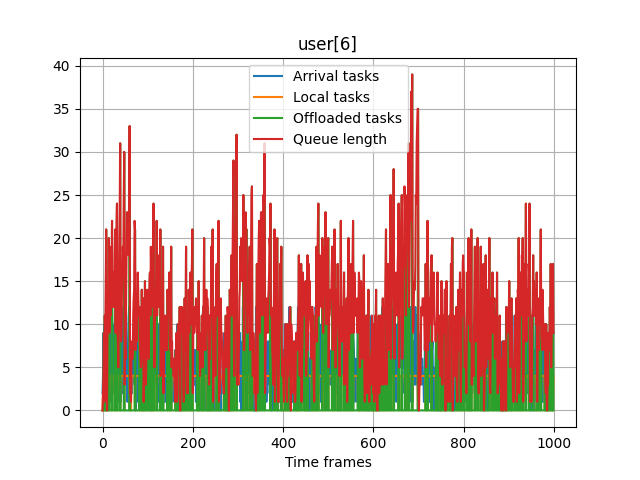 user[6]
40
35
30
25
20
15
10
5
0
Arrival tasks
Local tasks
Offloaded tasks
Queue length
0 200 400 600 800 1000
Time frames